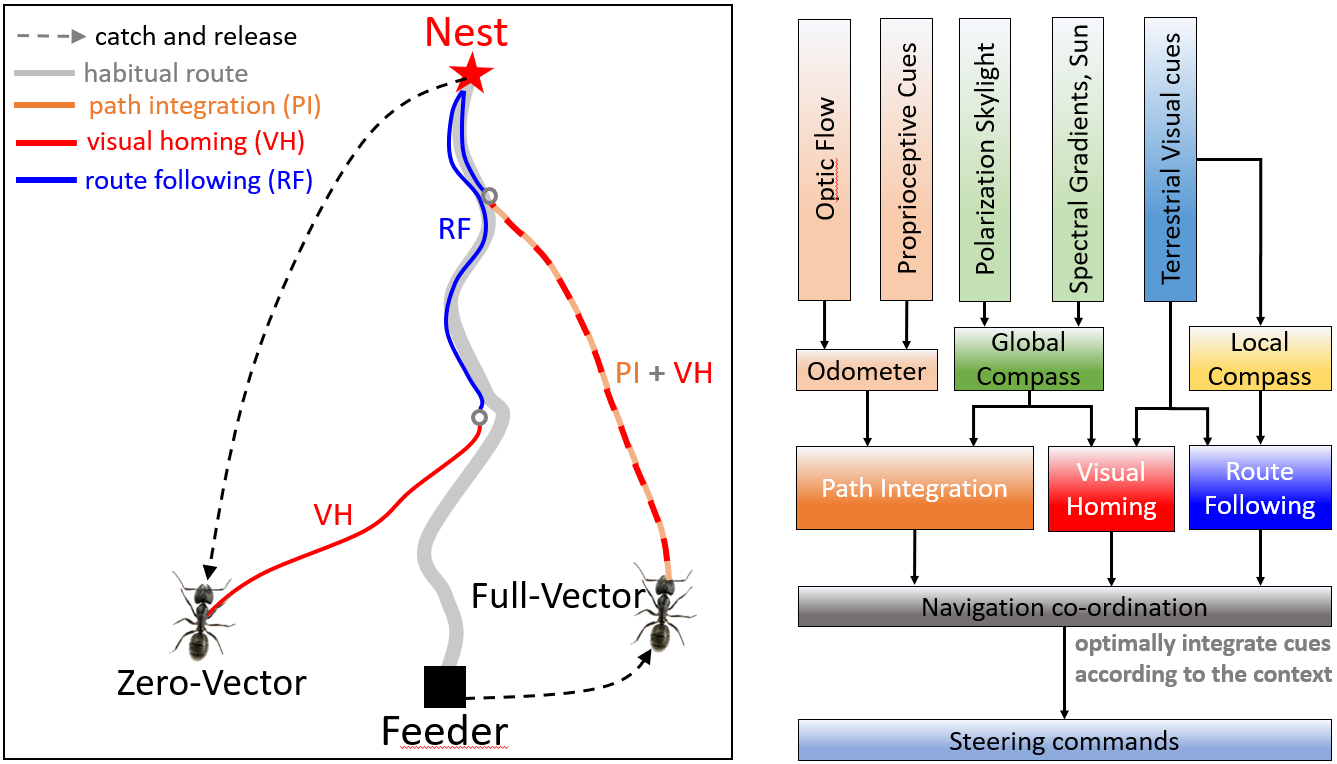 catch and release
habitual route
path integration (PI)
visual homing (VH)
route following (RF)
Nest
RF
PI + VH
VH
Full-Vector
Zero-Vector
Feeder
Optic Flow
Proprioceptive Cues
Polarization Skylight
Spectral Gradients, Sun
Terrestrial Visual cues
Odometer
Global
Compass
Local
Compass
Path Integration
Visual
Homing
Route
Following
Navigation co-ordination
optimally integrate cues
according to the context
Steering commands